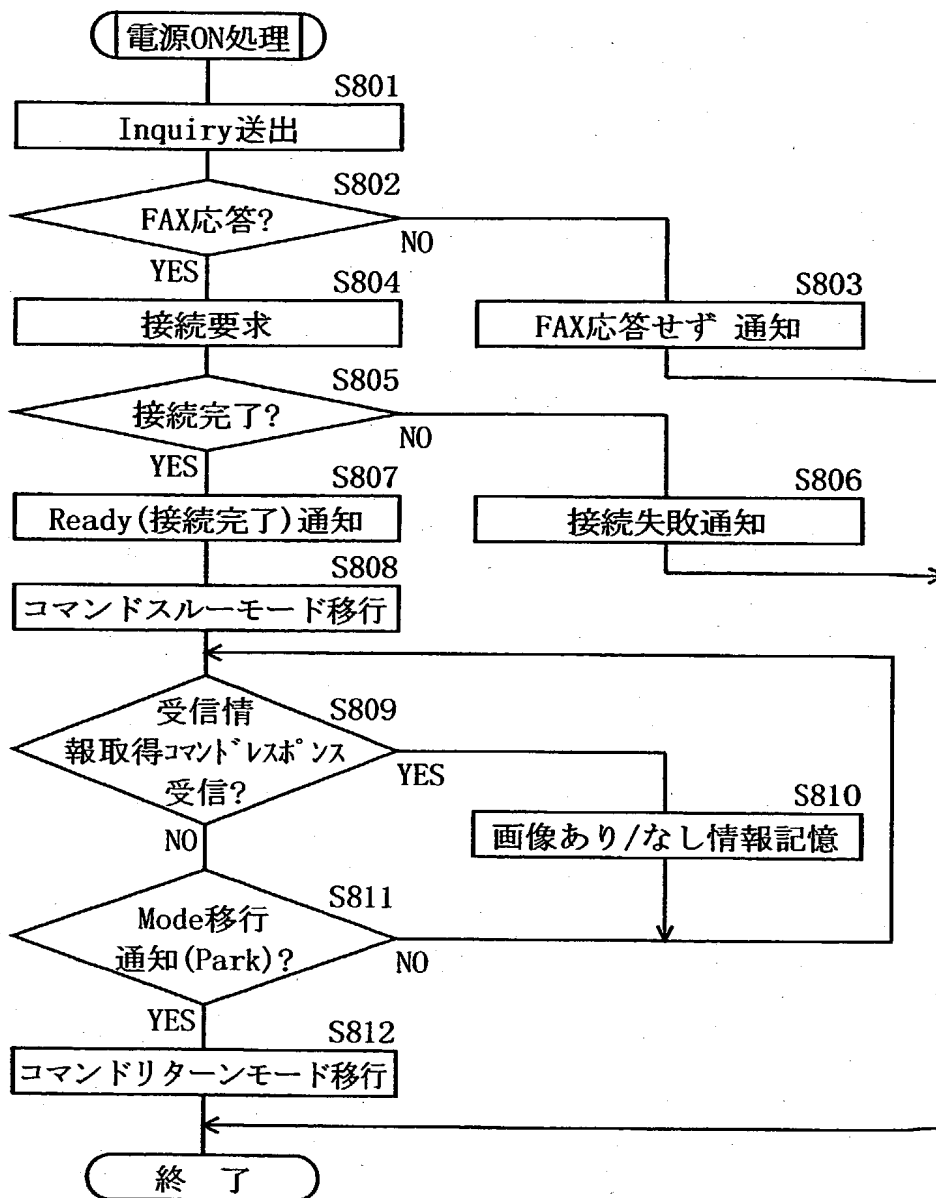 電源ON処理
S801
Inquiry送出
S802
FAX応答?
NO
YES
S804
接続要求
S803
FAX応答せず 通知
S805
接続完了?
NO
YES
S807
Ready(接続完了)通知
S806
接続失敗通知
S808
コマンドスルーモード移行
受信情
S809
報取得コマンドレスポンス
受信?
YES
NO
S810
画像あり/なし情報記憶
S811
Mode移行
通知(Park)?
NO
YES
S812
コマンドリターンモード移行
終 了